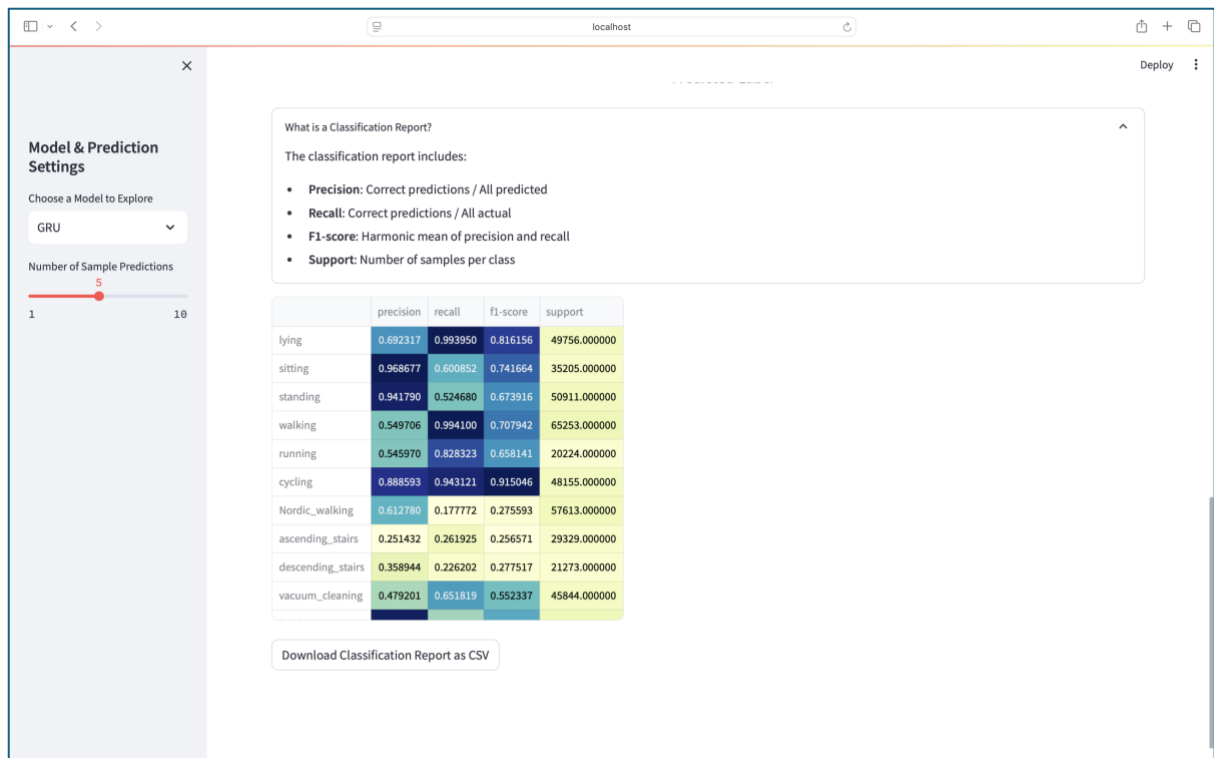 localhost
Deploy
Model & Prediction
Settings
Choose a Model to Explore
GRU
Number of Sample Predictions
5
1 10
What is a Classification Report?
The classification report includes:
• Precision: Correct predictions / All predicted
• Recall: Correct predictions / All actual
• F1-score: Harmonic mean of precision and recall
• Support: Number of samples per class
precision recall f1-score support
lying 0.692317 0.993950 0.816156 49756.000000
sitting 0.968677 0.600852 0.741664 35205.000000
standing 0.941790 0.524680 0.673916 50911.000000
walking 0.549706 0.994100 0.707942 65253.000000
running 0.545970 0.828323 0.658141 20224.000000
cycling 0.888593 0.943121 0.915046 48155.000000
Nordic_walking 0.612780 0.177772 0.275593 57613.000000
ascending_stairs 0.251432 0.261925 0.256571 29329.000000
descending_stairs 0.358944 0.226202 0.277517 21273.000000
vacuum_cleaning 0.479201 0.651819 0.552337 45844.000000
Download Classification Report as CSV